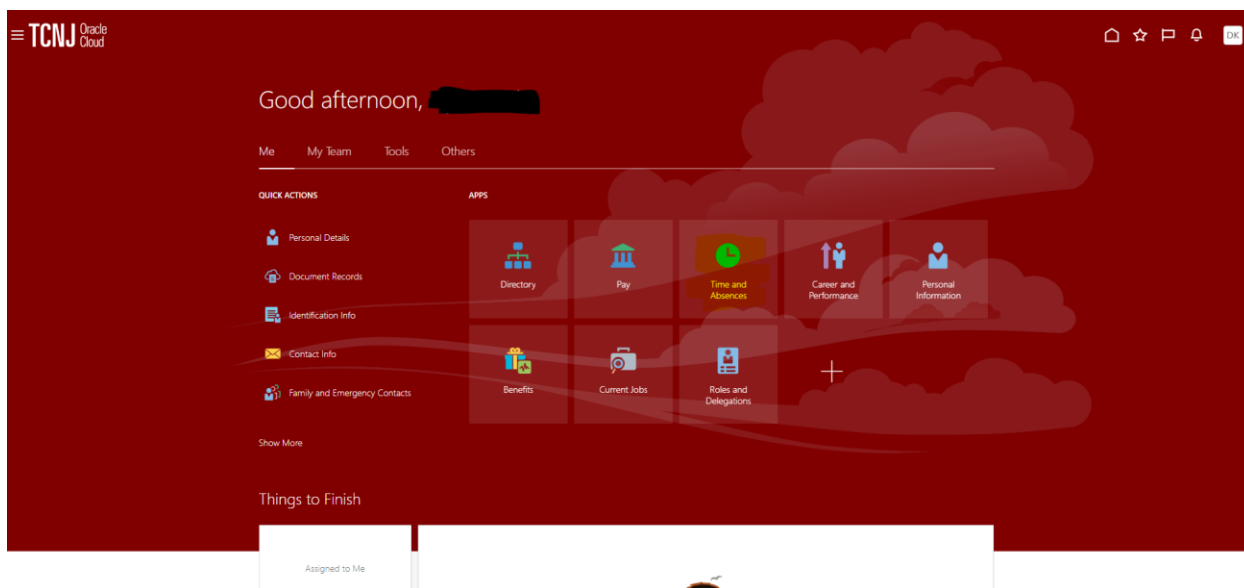 TCNJ Oracle Cloud
DK
Good afternoon,
Me My Team Tools Others
QUICK ACTIONS
APPS
Personal Details
Document Records
Identification Info
Contact Info
Family and Emergency Contacts
Show More
Directory
Pay
Time and
Absences
Career and
Performance
Personal
Information
Benefits
Current Jobs
Roles and
Delegations
Things to Finish
Assigned to Me